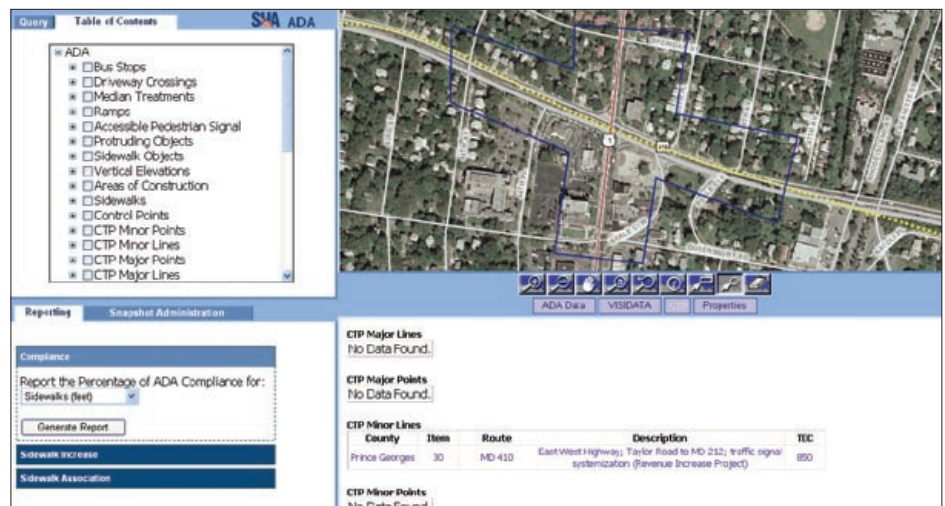 Query
Table of Contents
SHA ADA
ADA
Bus Stops
Driveway Crossings
Median Treatments
Ramps
Accessible Pedestrian Signal
Protruding Objects
Sidewalk Objects
Vertical Elevations
Areas of Construction
Sidewalks
Control Points
CTP Minor Points
CTP Minor Lines
CTP Major Points
CTP Major Lines
1
ADA Data
VISIDATA
Properties
Reporting
Snapshot Administration
Compliance
Report the Percentage of ADA Compliance for:
Sidewalks (feet)
Generate Report
Sidewalk Increase
Sidewalk Association
CTP Major Lines
No Data Found.
CTP Major Points
No Data Found.
CTP Minor Lines
County Item Route Description TEC
Prince Georges 30 MD 410 East West Highway; Taylor Road to MD 212; traffic signal systemization (Revenue Increase Project) 850
CTP Minor Points
No Data Found.